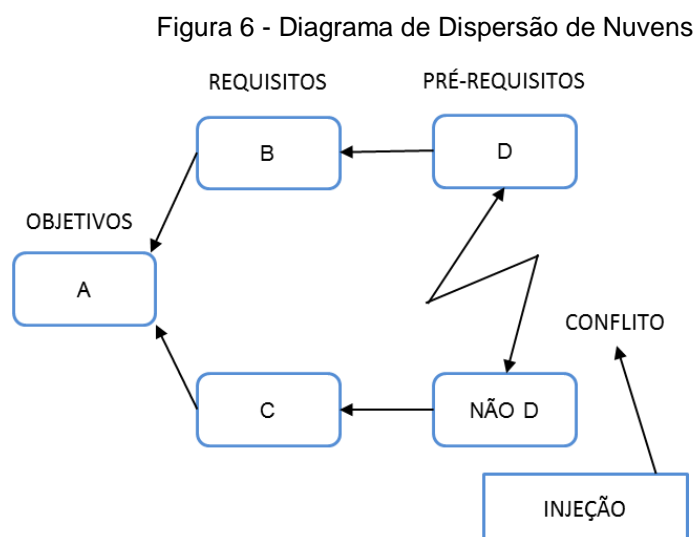 Figura 6 - Diagrama de Dispersão de Nuvens
REQUISITOS
PRÉ-REQUISITOS
B
D
OBJETIVOS
A
CONFLITO
C
NÃO D
INJEÇÃO